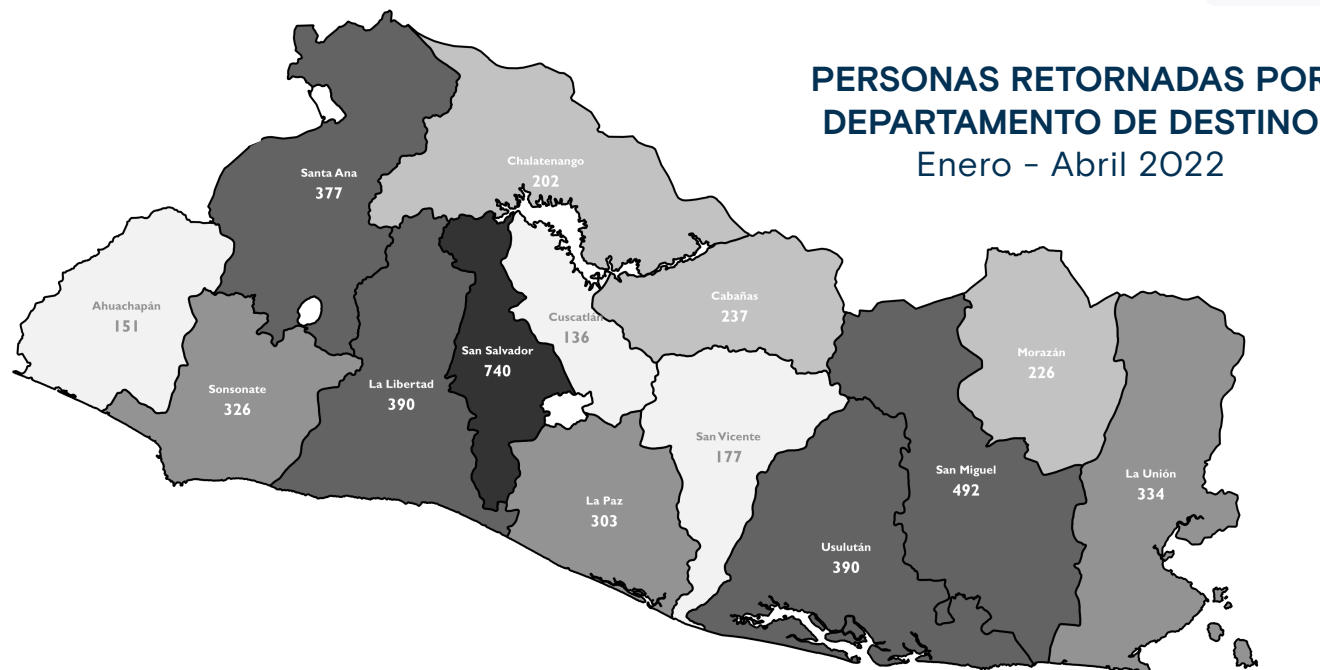 PERSONAS RETORNADAS POR
DEPARTAMENTO DE DESTINO
Enero - Abril 2022
Chalatenango
202
Santa Ana
377
Ahuachapán
151
Sonsonate
326
La Libertad
390
San Salvador
740
Cuscatlán
136
Cabañas
237
San Vicente
177
La Paz
303
Usulután
390
San Miguel
492
Morazán
226
La Unión
334